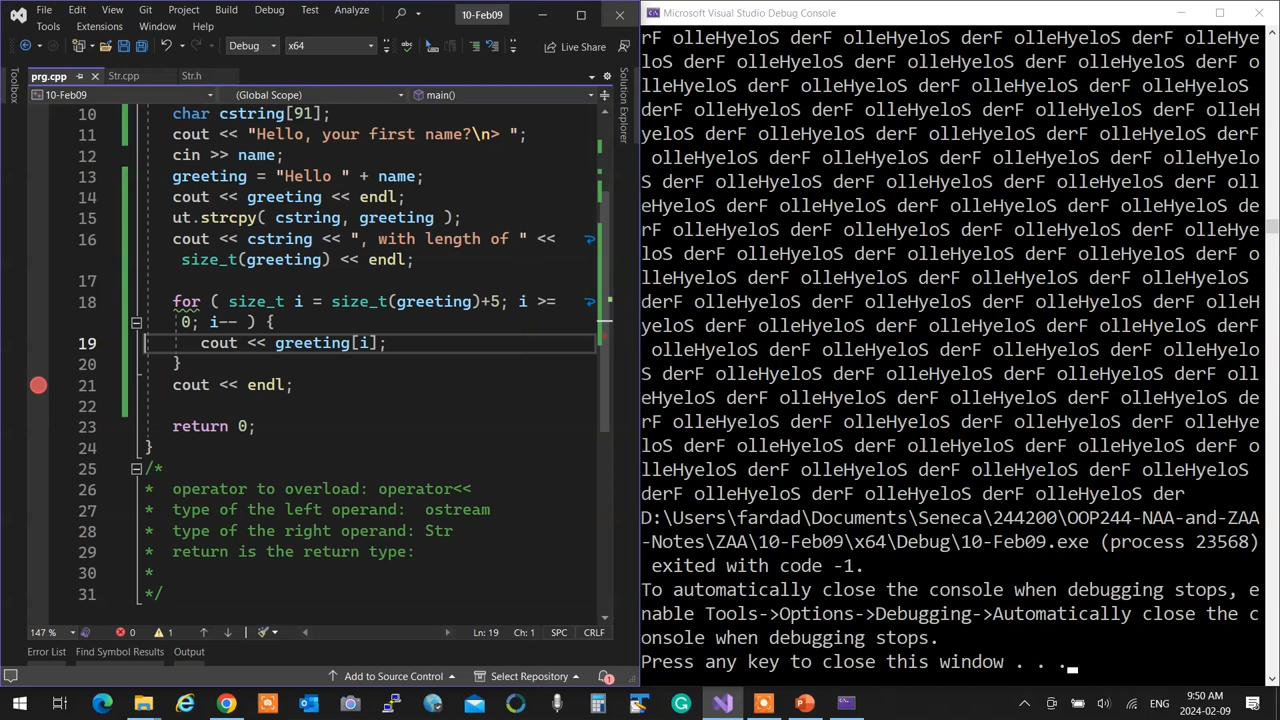 File Edit View Git Project Build Debug Test Analyze
Tools Extensions Window Help
10-Feb09
Debug x64 Live Share
prg.cpp Str.cpp Str.h
10-Feb09 (Global Scope) main()
Toolbox
Solution Explorer
10 char cstring[91];
11 cout << "Hello, your first name?\n> ";
12 cin >> name;
13 greeting = "Hello " + name;
14 cout << greeting << endl;
15 ut.strcpy( cstring, greeting );
16 cout << cstring << ", with length of " <<
size_t(greeting) << endl;
17
18 for ( size_t i = size_t(greeting)+5; i >=
0; i-- ) {
19 cout << greeting[i];
20 }
21 cout << endl;
22
23 return 0;
24 }
25 /*
26 * operator to overload: operator<<
27 * type of the left operand: ostream
28 * type of the right operand: Str
29 * return is the return type:
30 *
31 */
147 % 0 1 Ln: 19 Ch: 1 SPC CRLF
Error List Find Symbol Results Output
Add to Source Control Select Repository 1
Microsoft Visual Studio Debug Console
rF olleHyeloS derF olleHyeloS derF olleHyeloS derF olleHye
loS derF olleHyeloS derF olleHyeloS derF olleHyeloS derF o
lleHyeloS derF olleHyeloS derF olleHyeloS derF olleHyeloS
derF olleHyeloS derF olleHyeloS derF olleHyeloS derF olleH
yeloS derF olleHyeloS derF olleHyeloS derF olleHyeloS derF
olleHyeloS derF olleHyeloS derF olleHyeloS derF olleHyelo
S derF olleHyeloS derF olleHyeloS derF olleHyeloS derF oll
eHyeloS derF olleHyeloS derF olleHyeloS derF olleHyeloS de
rF olleHyeloS derF olleHyeloS derF olleHyeloS derF olleHye
loS derF olleHyeloS derF olleHyeloS derF olleHyeloS derF o
lleHyeloS derF olleHyeloS derF olleHyeloS derF olleHyeloS
derF olleHyeloS derF olleHyeloS derF olleHyeloS derF olleH
yeloS derF olleHyeloS derF olleHyeloS derF olleHyeloS derF
olleHyeloS derF olleHyeloS derF olleHyeloS derF olleHyelo
S derF olleHyeloS derF olleHyeloS derF olleHyeloS derF oll
eHyeloS derF olleHyeloS derF olleHyeloS derF olleHyeloS de
rF olleHyeloS derF olleHyeloS derF olleHyeloS derF olleHye
loS derF olleHyeloS derF olleHyeloS derF olleHyeloS derF o
lleHyeloS derF olleHyeloS derF olleHyeloS derF olleHyeloS
derF olleHyeloS derF olleHyeloS derF olleHyeloS der
D:\Users\fardad\Documents\Seneca\244200\OOP244-NAA-and-ZAA
-Notes\ZAA\10-Feb09\x64\Debug\10-Feb09.exe (process 23568)
exited with code -1.
To automatically close the console when debugging stops, e
nable Tools->Options->Debugging->Automatically close the c
onsole when debugging stops.
Press any key to close this window . . .
ENG
9:50 AM
2024-02-09